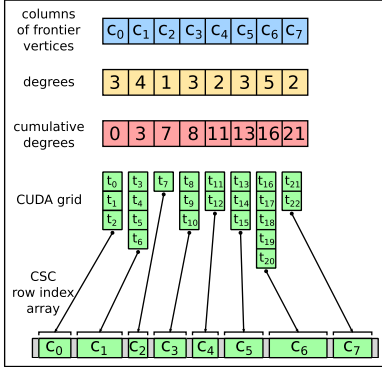 columns
of frontier
vertices
C₀ C₁ C₂ C₃ C₄ C₅ C₆ C₇
degrees
3 4 1 3 2 3 5 2
cumulative
degrees
0 3 7 8 11 13 16 21
CUDA grid
t₀ t₃ t₇ t₈ t₁₁ t₁₃ t₁₆ t₂₁
t₁ t₄ t₉ t₁₂ t₁₄ t₁₇ t₂₂
t₂ t₅ t₁₀ t₁₅ t₁₈
t₆ t₁₉
t₂₀
CSC
row index
array
C₀ C₁ C₂ C₃ C₄ C₅ C₆ C₇